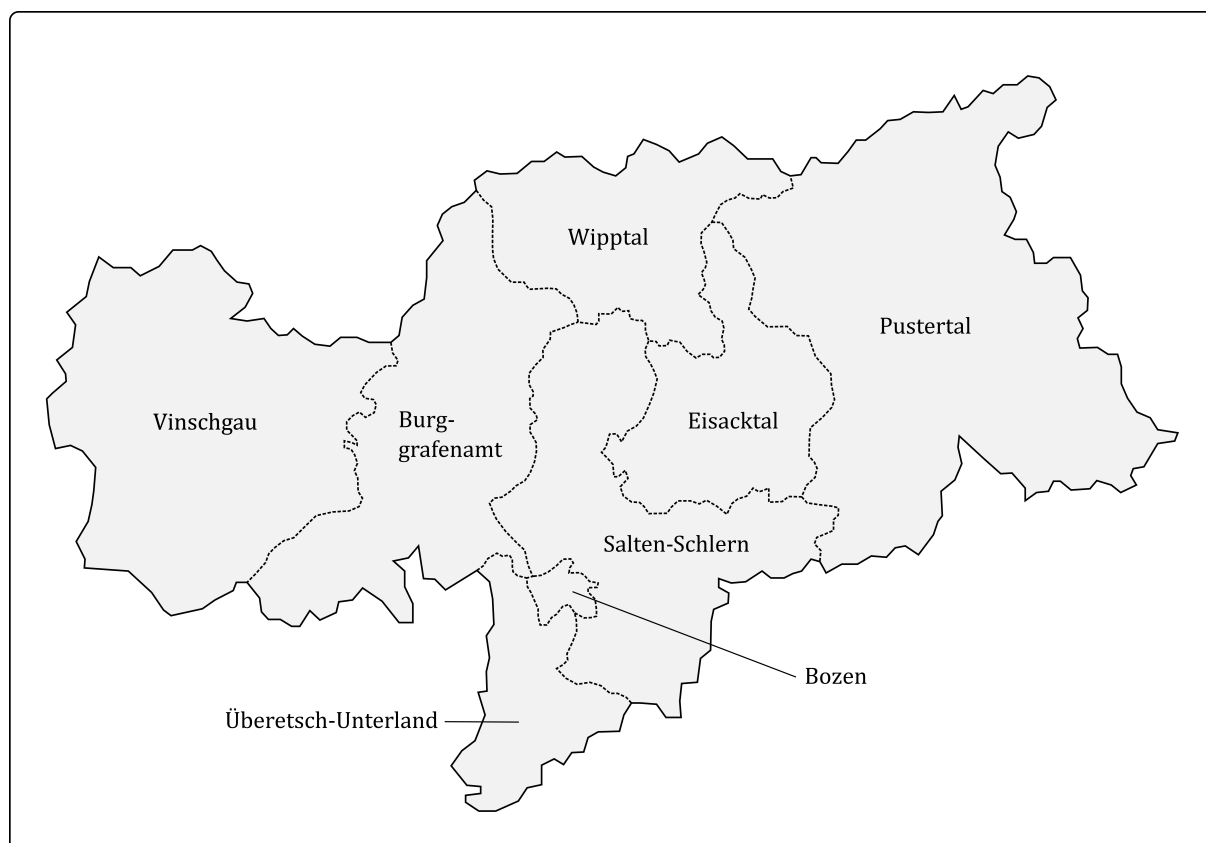 Wipptal
Pustertal
Vinschgau
Burg-
grafenamt
Eisacktal
Salten-Schlern
Bozen
Überetsch-Unterland